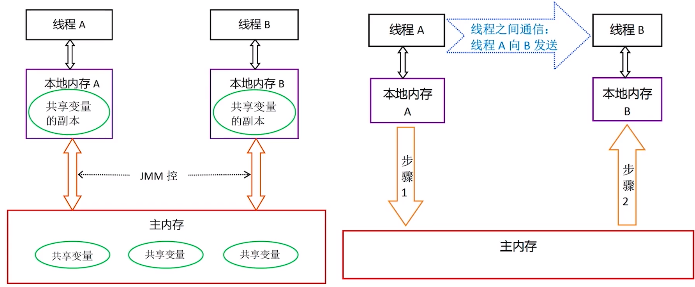 线程 A
线程 B
本地内存 A
共享变量
的副本
本地内存 B
共享变量
的副本
JMM 控
主内存
共享变量
共享变量
共享变量
线程 A
线程之间通信：
线程 A 向 B 发送
线程 B
本地内存
A
本地内存
B
步
骤
1
步
骤
2
主内存